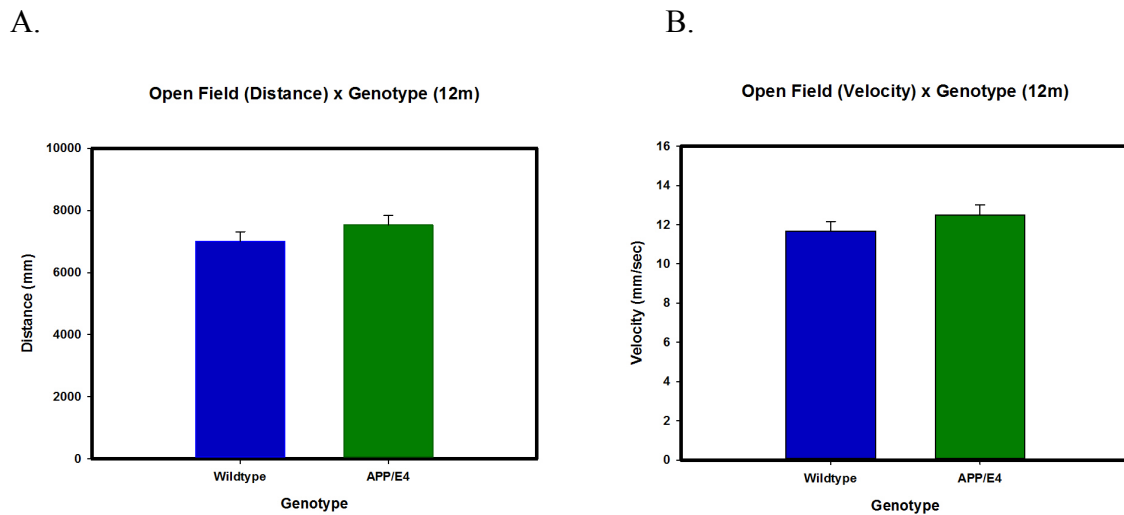 A.
Open Field (Distance) x Genotype (12m)
10000
8000
6000
4000
2000
0
Distance (mm)
Wildtype APP/E4
Genotype
B.
Open Field (Velocity) x Genotype (12m)
16
14
12
10
8
6
4
2
0
Velocity (mm/sec)
Wildtype APP/E4
Genotype